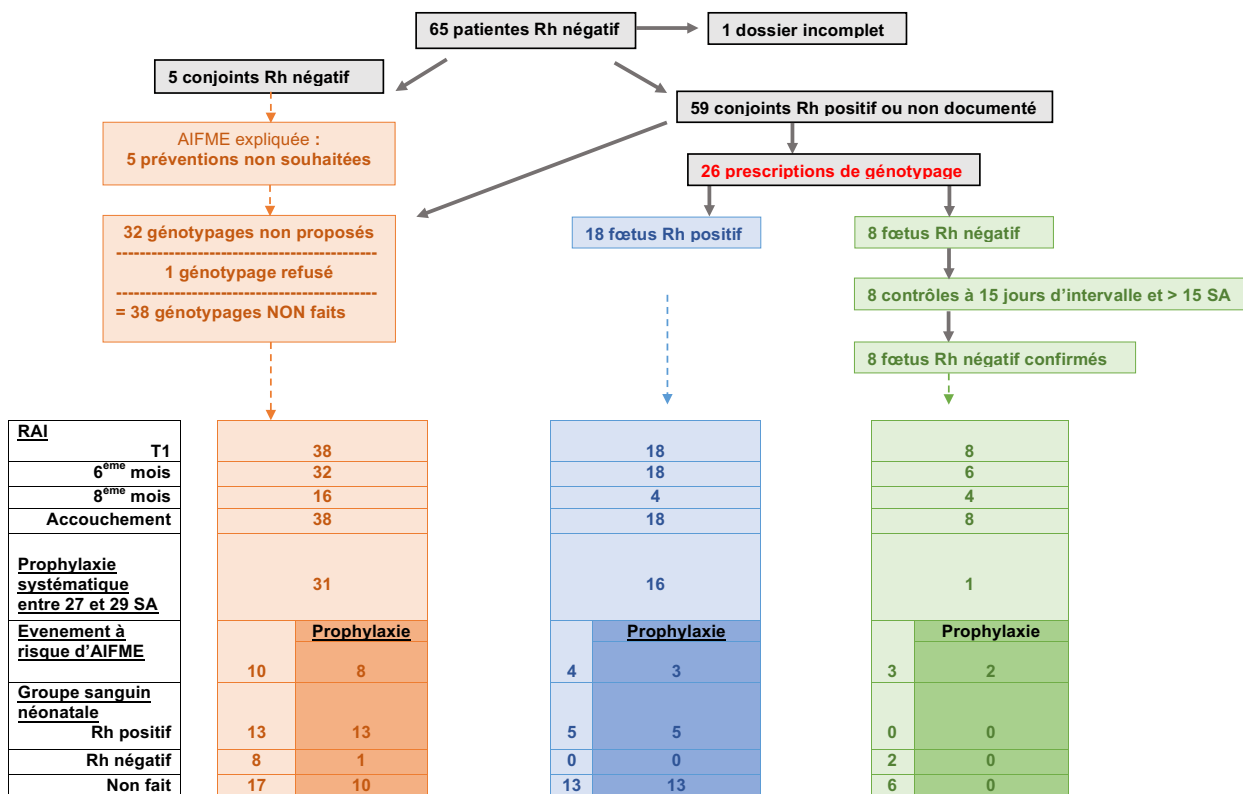 65 patientes Rh négatif
1 dossier incomplet
5 conjoints Rh négatif
59 conjoints Rh positif ou non documenté
AIFME expliquée :
5 préventions non souhaitées
26 prescriptions de génotypage
32 génotypages non proposés
----------------------------------------------
1 génotypage refusé
----------------------------------------------
= 38 génotypages NON faits
18 fœtus Rh positif
8 fœtus Rh négatif
8 contrôles à 15 jours d'intervalle et > 15 SA
8 fœtus Rh négatif confirmés
RAI
T1 38 18 8
6ème mois 32 18 6
8ème mois 16 4 4
Accouchement 38 18 8
Prophylaxie
systématique
entre 27 et 29 SA
31 16 1
Evenement à
risque d'AIFME
Prophylaxie Prophylaxie Prophylaxie
10 8 4 3 3 2
Groupe sanguin
néonatale
Rh positif 13 13 5 5 0 0
Rh négatif 8 1 0 0 2 0
Non fait 17 10 13 13 6 0